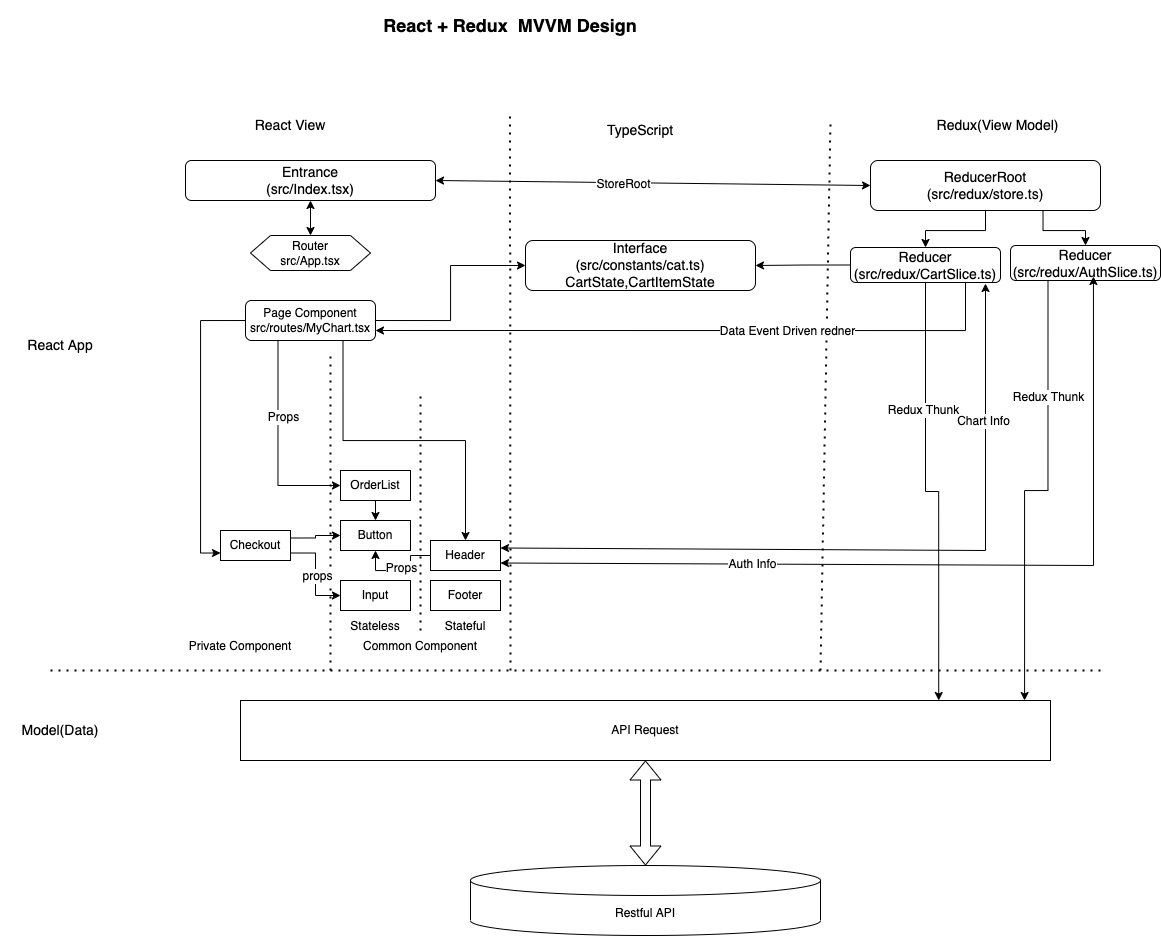 React + Redux  MVVM Design
React View
TypeScript
Redux(View Model)
Entrance
(src/Index.tsx)
StoreRoot
ReducerRoot
(src/redux/store.ts)
Router
src/App.tsx
Interface
(src/constants/cat.ts)
CartState,CartItemState
Reducer
(src/redux/CartSlice.ts)
Reducer
(src/redux/AuthSlice.ts)
Page Component
src/routes/MyChart.tsx
Data Event Driven redner
React App
Props
Redux Thunk
Chart Info
Redux Thunk
OrderList
Button
Checkout
Header
Props
props
Auth Info
Input
Footer
Stateless
Stateful
Private Component
Common Component
Model(Data)
API Request
Restful API